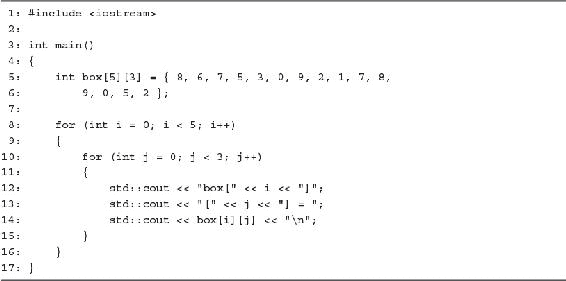 1: #include <iostream>
2:
3: int main()
4: {
5:     int box[5][3] = { 8, 6, 7, 5, 3, 0, 9, 2, 1, 7, 8,
6:         9, 0, 5, 2 };
7:
8:     for (int i = 0; i < 5; i++)
9:     {
10:         for (int j = 0; j < 3; j++)
11:         {
12:             std::cout << "box[" << i << "]";
13:             std::cout << "[" << j << "] = ";
14:             std::cout << box[i][j] << "\n";
15:         }
16:     }
17: }